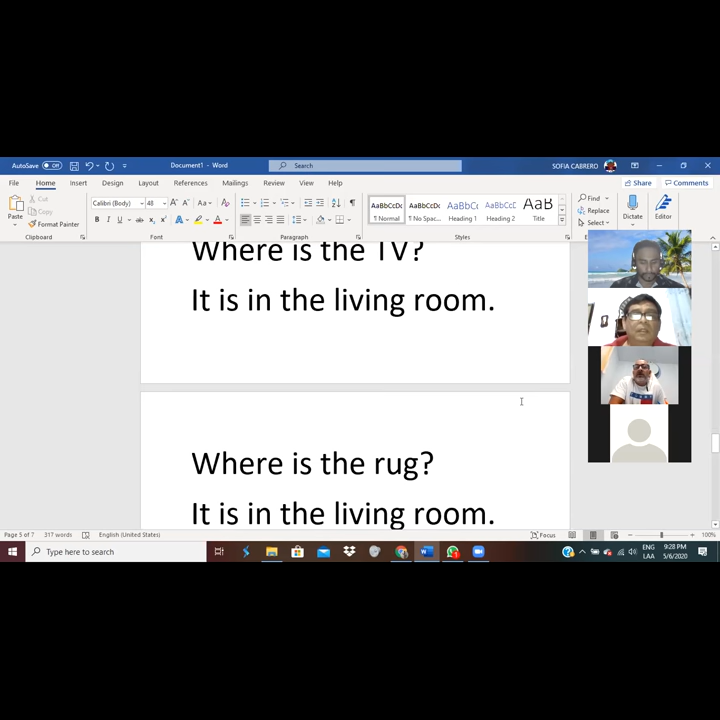 AutoSave Off Document1 - Word Search SOFIA CABRERO
File Home Insert Design Layout References Mailings Review View Help Share Comments
Paste Cut Copy Format Painter Calibri (Body) 48 Find Replace Select Dictate Editor
AaBbCcDc AaBbCcDc AaBbC( AaBbCcD AaB
¶ Normal ¶ No Spac... Heading 1 Heading 2 Title
Clipboard Font Paragraph Styles
Where is the TV?
It is in the living room.
Where is the rug?
It is in the living room.
Page 5 of 7 317 words English (United States) Focus 100%
Type here to search ENG LAA 9:28 PM 5/6/2020